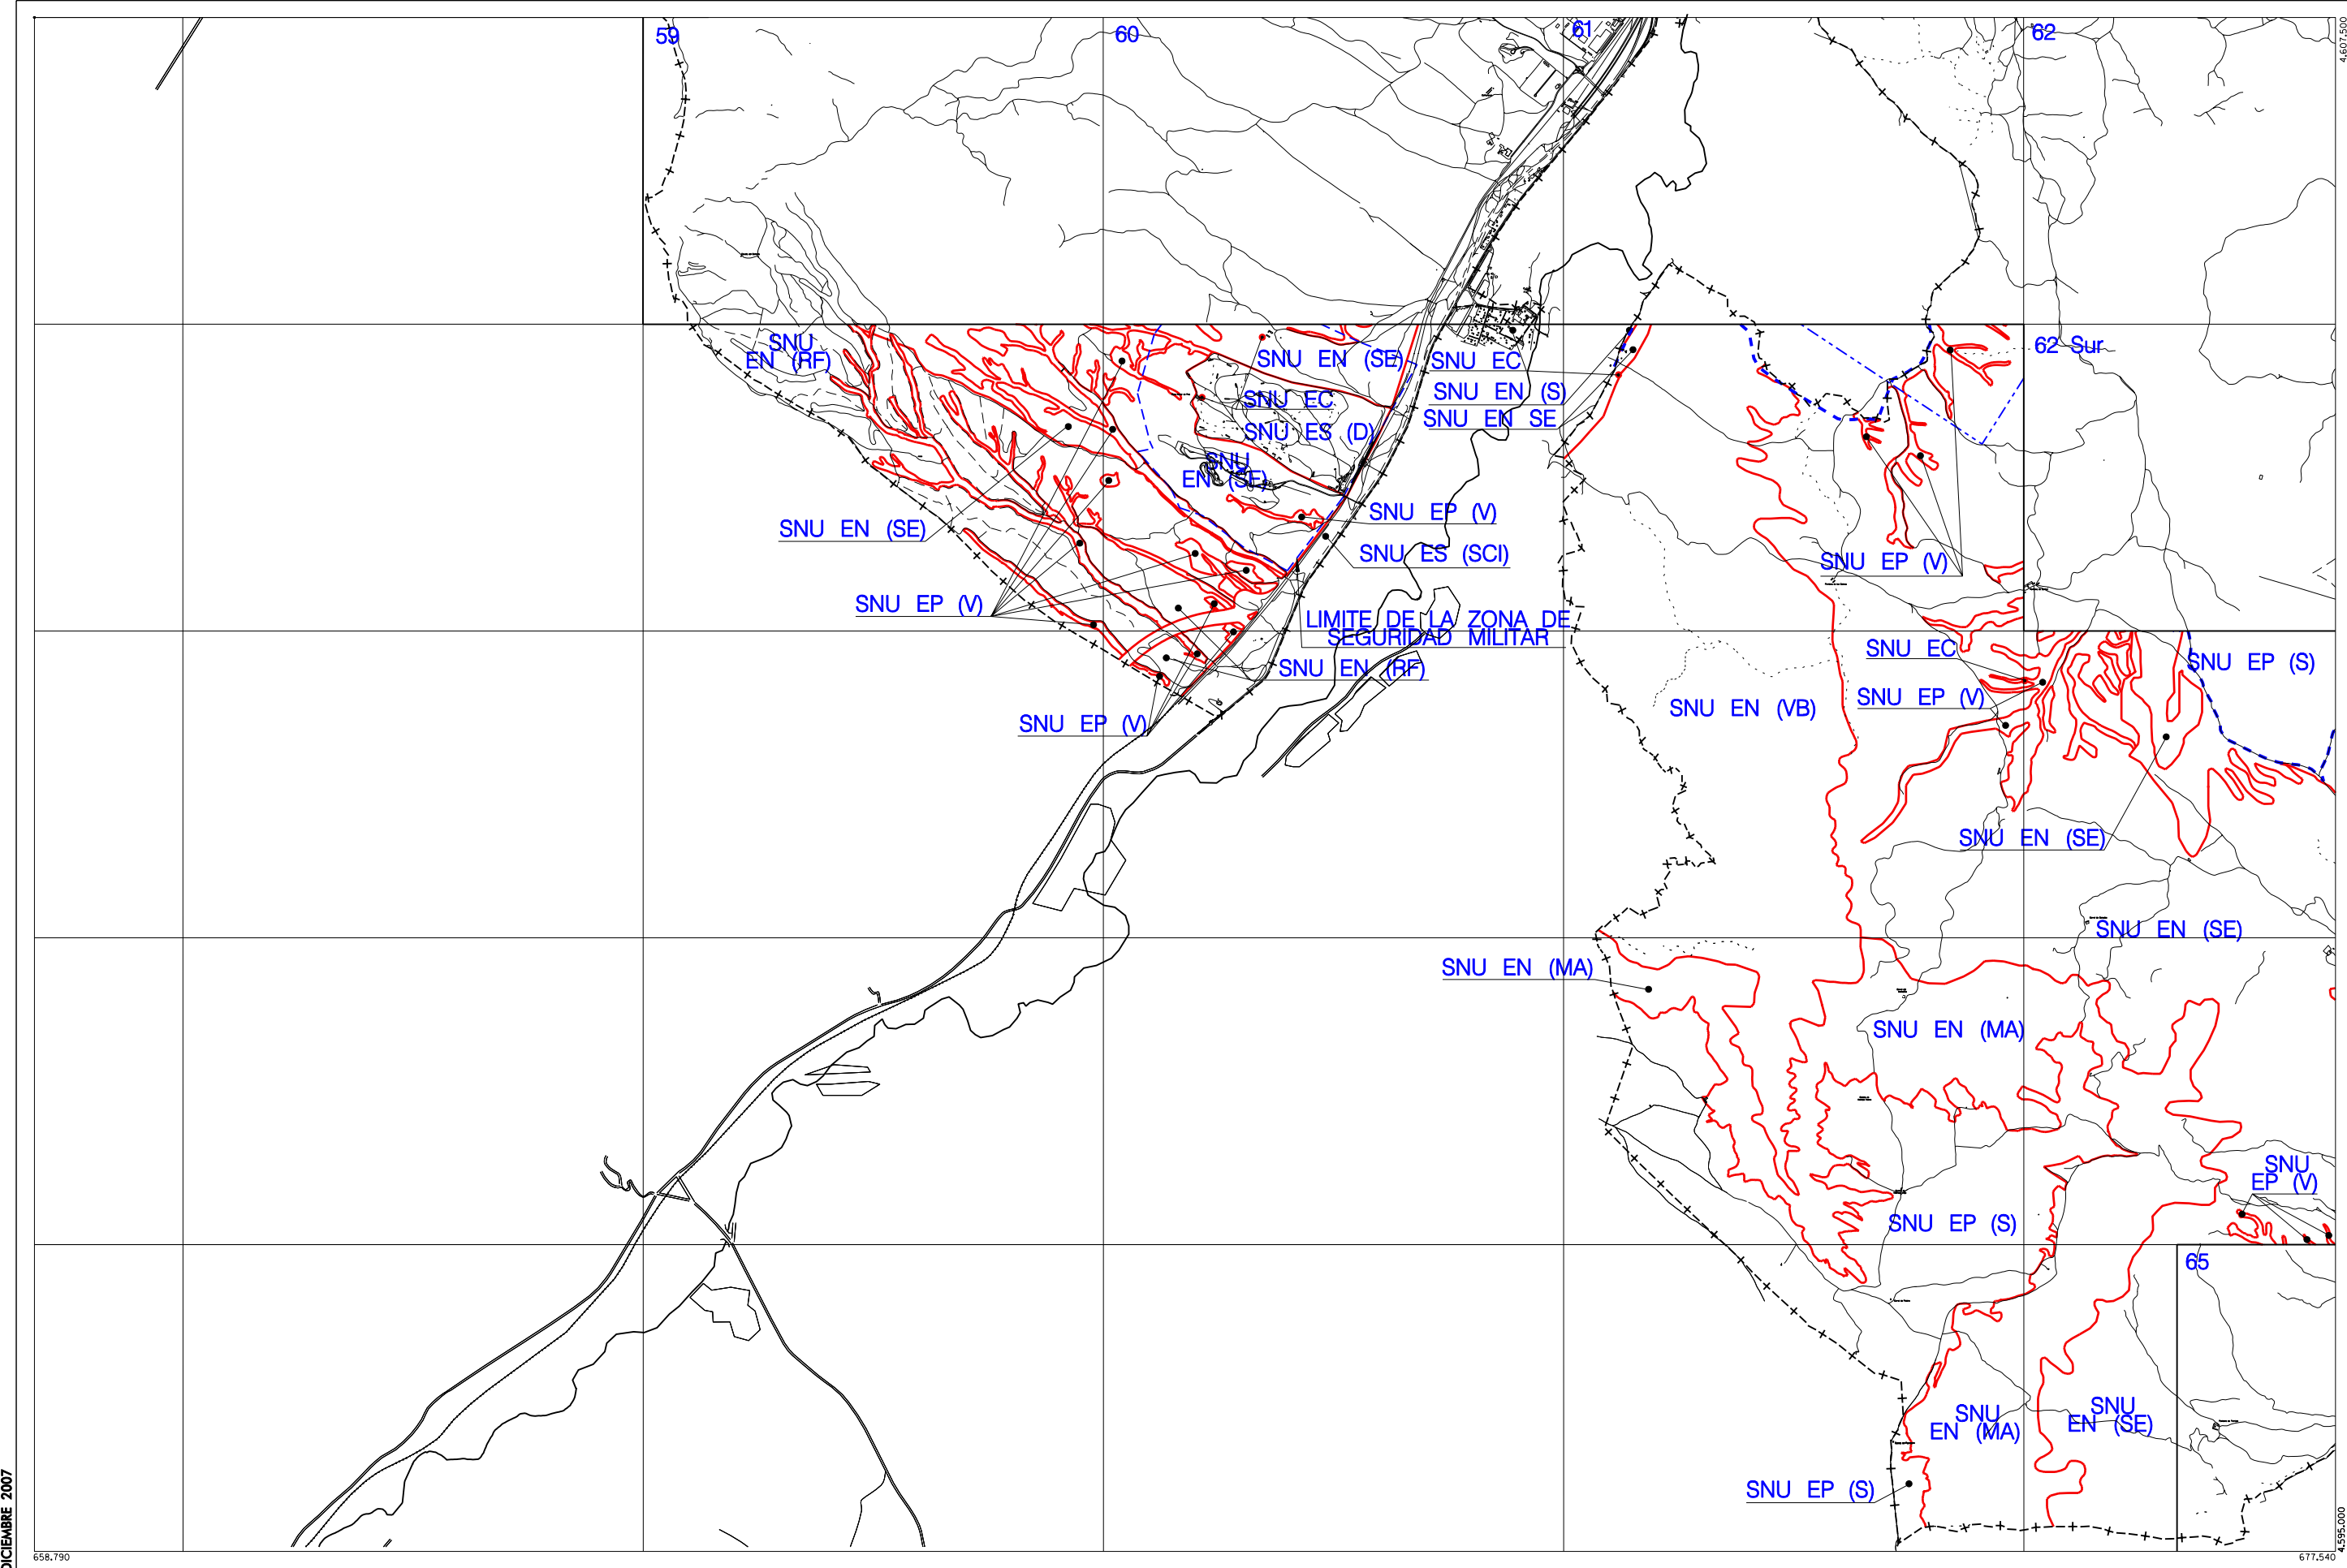 59
60
61
62
4.607.500
SNU
EN (RF)
SNU EN (SE)
SNU EC
62 Sur
SNU EN (S)
SNU EC
SNU EN SE
SNU ES (D)
SNU
EN (SE)
SNU EP (V)
SNU EN (SE)
SNU ES (SCI)
SNU EP (V)
SNU EP (V)
LIMITE DE LA ZONA DE
SEGURIDAD MILITAR
SNU EC
SNU EP (S)
SNU EN (RF)
SNU EP (V)
SNU EN (VB)
SNU EP (V)
SNU EN (SE)
SNU EN (SE)
SNU EN (MA)
SNU EN (MA)
SNU
EP (V)
SNU EP (S)
65
SNU
EN (MA)
SNU
EN (SE)
SNU EP (S)
DICIEMBRE 2007
658.790
677.540
4.595.000